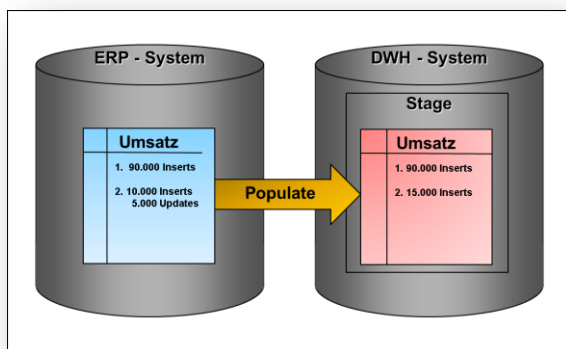 ERP - System
DWH - System
Stage
Umsatz
1. 90.000 Inserts
2. 10.000 Inserts
5.000 Updates
Populate
Umsatz
1. 90.000 Inserts
2. 15.000 Inserts